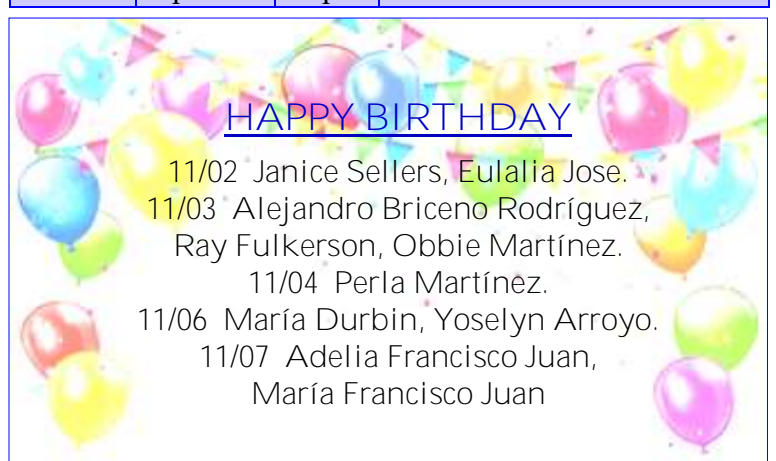 HAPPY BIRTHDAY
11/02 Janice Sellers, Eulalia Jose.
11/03 Alejandro Briceno Rodríguez,
Ray Fulkerson, Obbie Martínez.
11/04 Perla Martínez.
11/06 María Durbin, Yoselyn Arroyo.
11/07 Adelia Francisco Juan,
María Francisco Juan